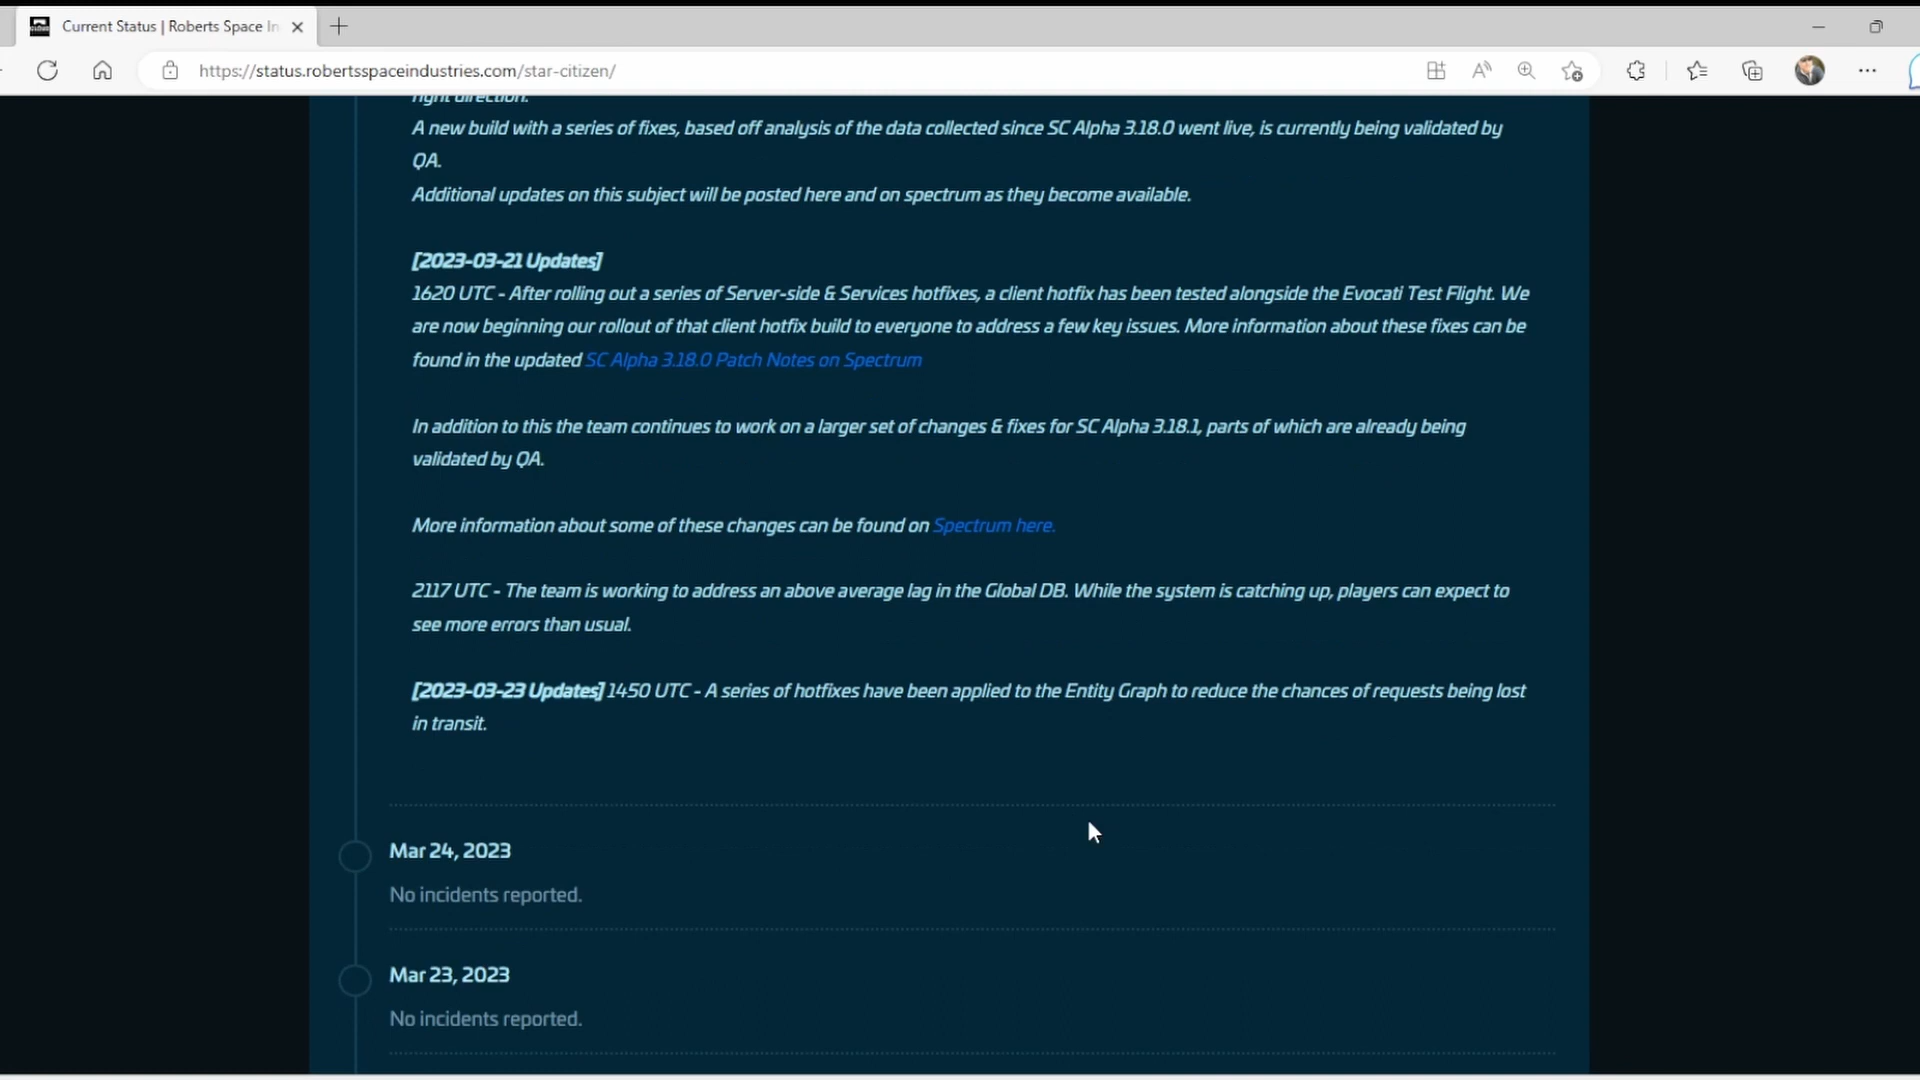 Current Status | Roberts Space In
https://status.robertsspaceindustries.com/star-citizen/
right direction.
A new build with a series of fixes, based off analysis of the data collected since SC Alpha 3.18.0 went live, is currently being validated by
QA.
Additional updates on this subject will be posted here and on spectrum as they become available.
[2023-03-21 Updates]
1620 UTC - After rolling out a series of Server-side & Services hotfixes, a client hotfix has been tested alongside the Evocati Test Flight. We
are now beginning our rollout of that client hotfix build to everyone to address a few key issues. More information about these fixes can be
found in the updated SC Alpha 3.18.0 Patch Notes on Spectrum
In addition to this the team continues to work on a larger set of changes & fixes for SC Alpha 3.18.1, parts of which are already being
validated by QA.
More information about some of these changes can be found on Spectrum here.
2117 UTC - The team is working to address an above average lag in the Global DB. While the system is catching up, players can expect to
see more errors than usual.
[2023-03-23 Updates] 1450 UTC - A series of hotfixes have been applied to the Entity Graph to reduce the chances of requests being lost
in transit.
Mar 24, 2023
No incidents reported.
Mar 23, 2023
No incidents reported.